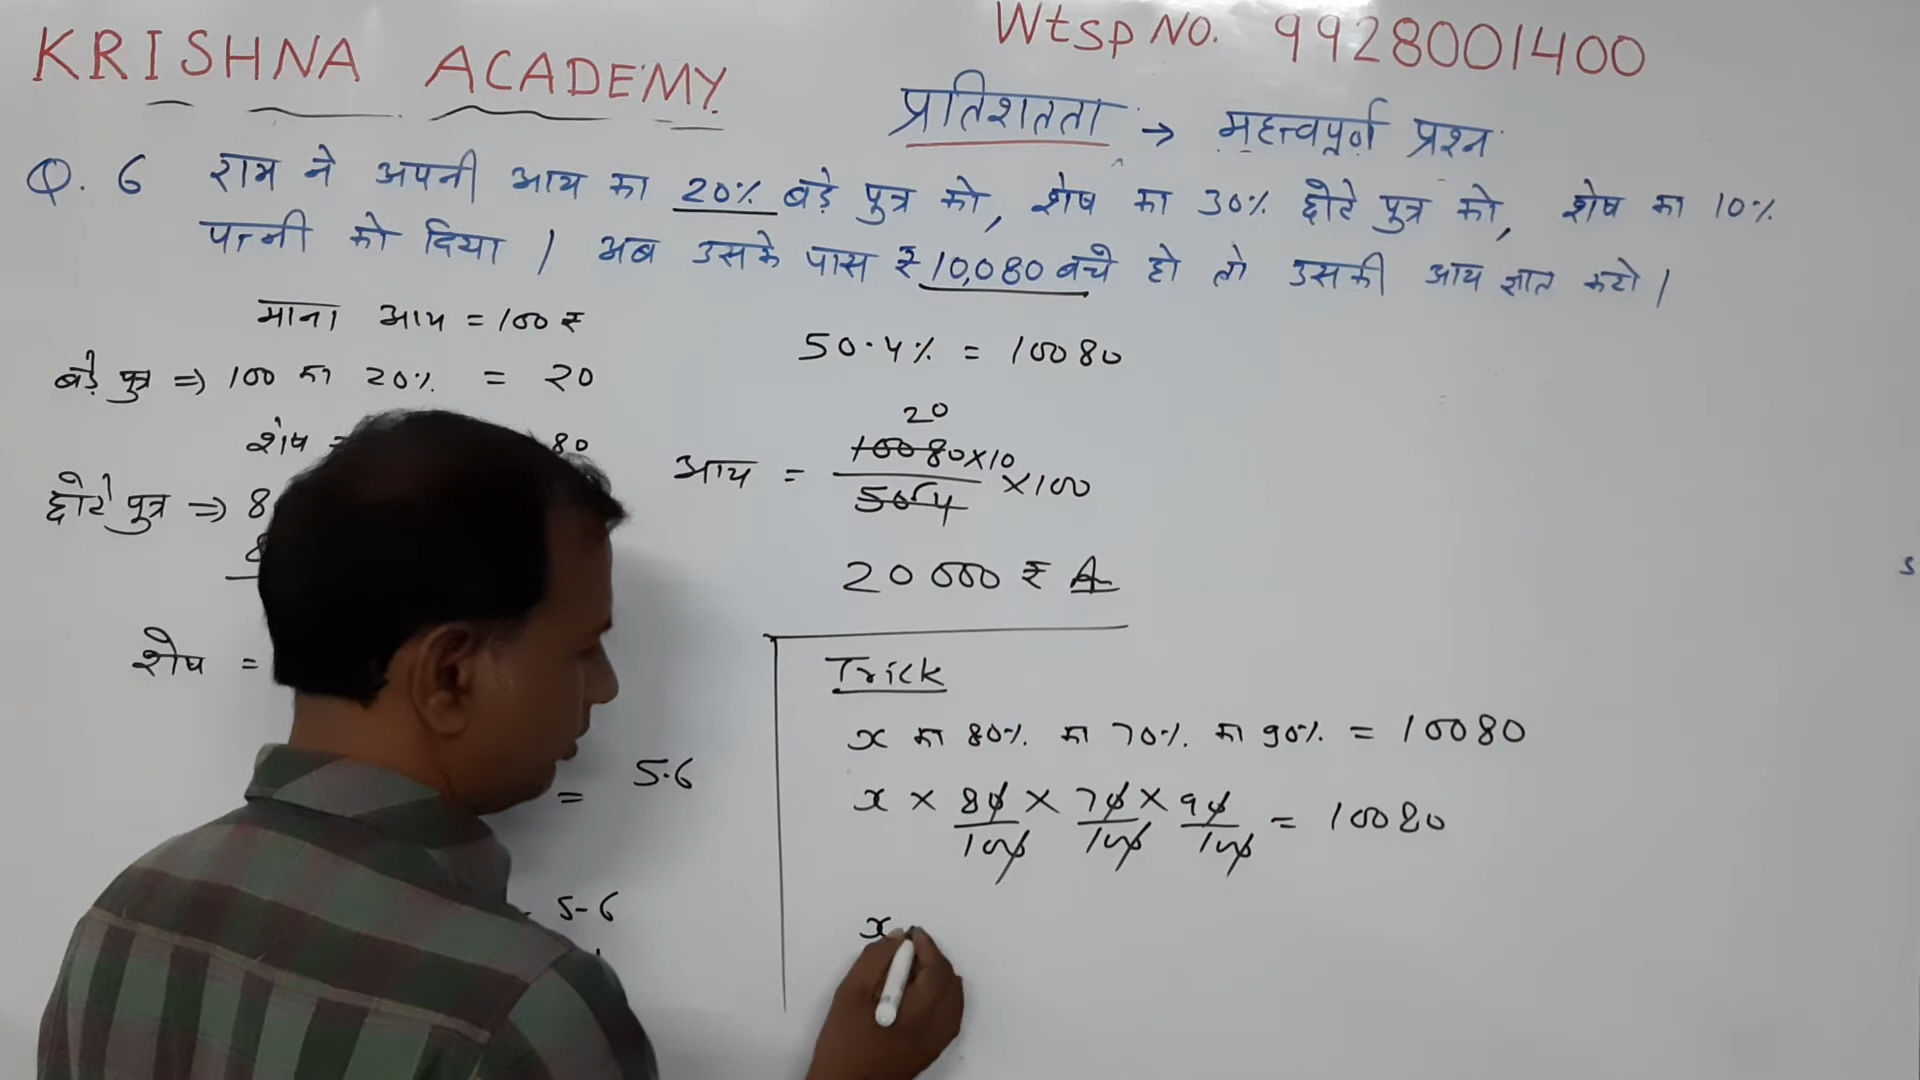 KRISHNA ACADEMY
Wtsp NO. 9928001400
प्रतिशतता → महत्त्वपूर्ण प्रश्न
Q. 6 राम ने अपनी आय का 20% बड़े पुत्र को, शेष का 30% छोटे पुत्र को, शेष का 10%
पत्नी को दिया । अब उसके पास ₹ 10,080 बचे हो तो उसकी आय ज्ञात करो ।
माना आय = 100 ₹
बड़े पुत्र => 100 का 20% = 20
शेष = 80
छोटे पुत्र => 8
शेष =
= 5.6
5-6
50.4% = 10080
20
आय = 10080×10 ×100
504
20000 ₹ A
Trick
x का 80% का 70% का 90% = 10080
x × 80 × 70 × 90 = 10080
100 100 100
x